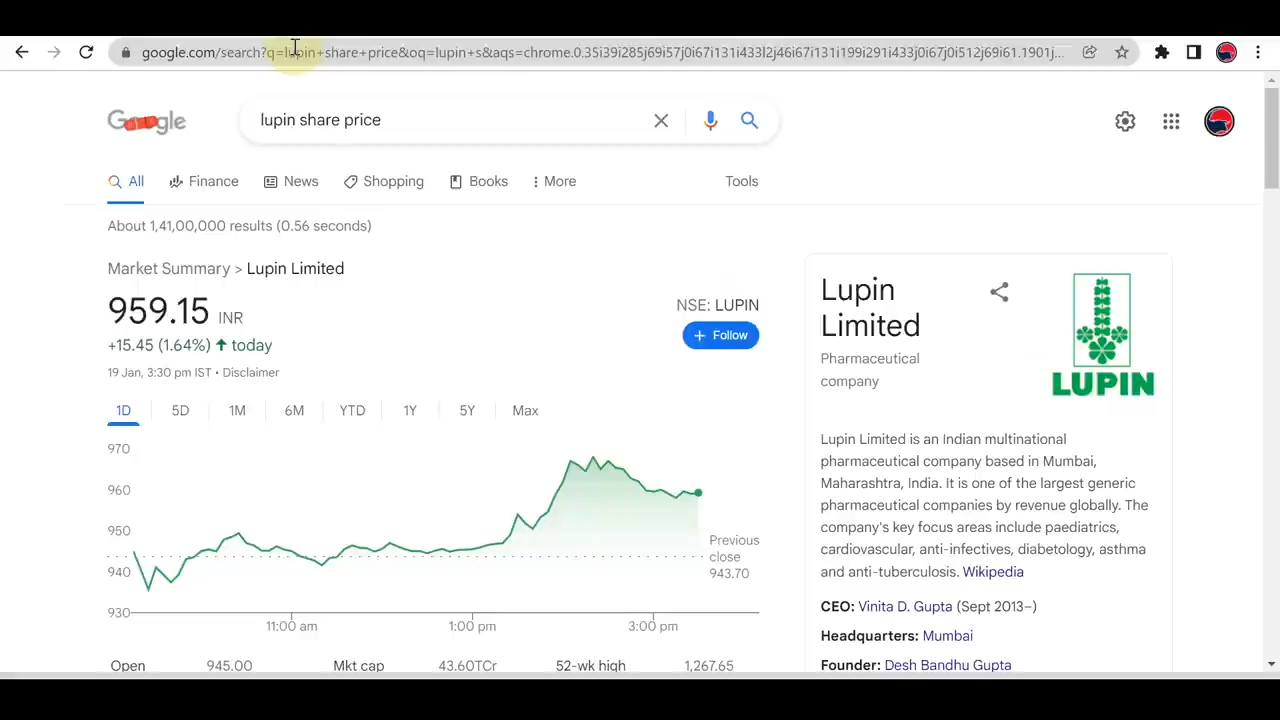 google.com/search?q=lupin+share+price&oq=lupin+s&aqs=chrome.0.35i39i285j69i57j0i67i131i433l2j46i67i131i199i291i433j0i67j0i512j69i61.1901j...
Google
lupin share price
All
Finance
News
Shopping
Books
More
Tools
About 1,41,00,000 results (0.56 seconds)
Market Summary > Lupin Limited
959.15 INR
+15.45 (1.64%) today
19 Jan, 3:30 pm IST • Disclaimer
NSE: LUPIN
+ Follow
1D
5D
1M
6M
YTD
1Y
5Y
Max
970
960
950
940
930
Previous
close
943.70
11:00 am
1:00 pm
3:00 pm
Open 945.00 Mkt cap 43.60TCr 52-wk high 1,267.65
Lupin
Limited
Pharmaceutical
company
LUPIN
Lupin Limited is an Indian multinational
pharmaceutical company based in Mumbai,
Maharashtra, India. It is one of the largest generic
pharmaceutical companies by revenue globally. The
company's key focus areas include paediatrics,
cardiovascular, anti-infectives, diabetology, asthma
and anti-tuberculosis. Wikipedia
CEO: Vinita D. Gupta (Sept 2013–)
Headquarters: Mumbai
Founder: Desh Bandhu Gupta